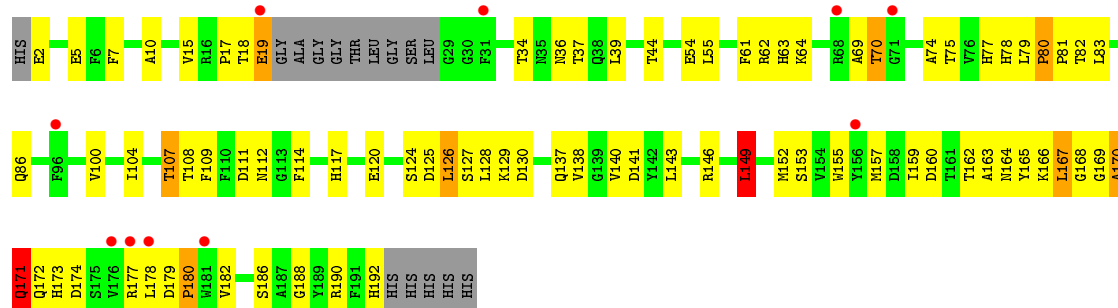 HIS E2 E5 F6 F7 A10 V15 R16 P17 T18 E19 GLY ALA GLY GLY THR LEU GLY SER LEU G29 G30 F31 T34 N35 N36 T37 Q38 L39 T44 E54 L55 F61 R62 H63 K64 R68 A69 T70 G71 A74 T75 V76 H77 H78 L79 P80 P81 T82 L83
Q86 F96 V100 I104 T107 T108 F109 F110 D111 N112 G113 F114 H117 E120 S124 D125 L126 S127 L128 K129 D130 Q137 V138 G139 V140 D141 Y142 L143 R146 L149 M152 S153 V154 W155 Y156 M157 D158 I159 D160 T161 T162 A163 N164 Y165 K166 L167 G168 G169 A170
Q171 Q172 H173 D174 S175 V176 R177 L178 D179 P180 W181 V182 S186 A187 G188 Y189 R190 F191 H192 HIS HIS HIS HIS HIS